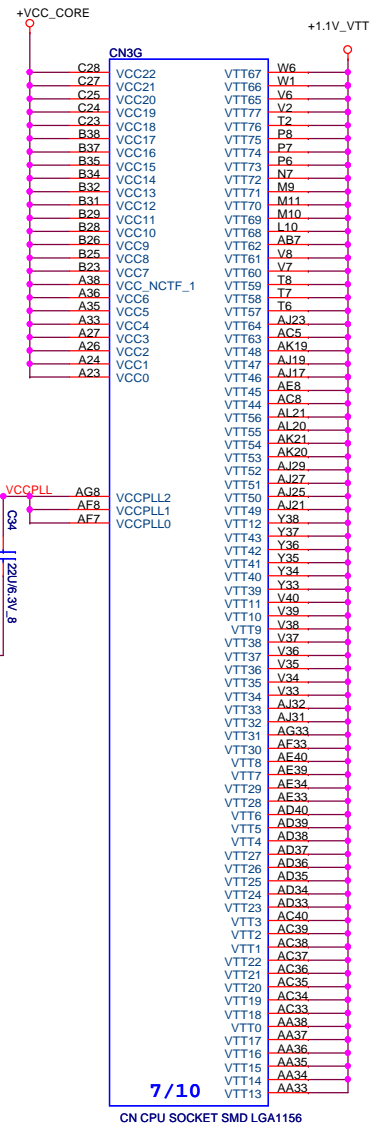 +VCC_CORE
+1.1V_VTT
CN3G
C28 VCC22 VTT67 W6
C27 VCC21 VTT66 W1
C25 VCC20 VTT65 V6
C24 VCC19 VTT77 V2
C23 VCC18 VTT76 T2
B38 VCC17 VTT75 P8
B37 VCC16 VTT74 P7
B35 VCC15 VTT73 P6
B34 VCC14 VTT72 N7
B32 VCC13 VTT71 M9
B31 VCC12 VTT70 M11
B29 VCC11 VTT69 M10
B28 VCC10 VTT68 L10
B26 VCC9 VTT62 AB7
B25 VCC8 VTT61 V8
B23 VCC7 VTT60 V7
A38 VCC_NCTF_1 VTT59 T8
A36 VCC6 VTT58 T7
A35 VCC5 VTT57 T6
A33 VCC4 VTT64 AJ23
A27 VCC3 VTT63 AC5
A26 VCC2 VTT48 AK19
A24 VCC1 VTT47 AJ19
A23 VCC0 VTT46 AJ17
VTT45 AE8
VTT44 AC8
VTT56 AL21
VTT55 AL20
VTT54 AK21
VTT53 AK20
VTT52 AJ29
VTT51 AJ27
VCCPLL AG8 VCCPLL2 VTT50 AJ25
AF8 VCCPLL1 VTT49 AJ21
AF7 VCCPLL0 VTT12 Y38
C34
22U/6.3V_8
VTT43 Y37
VTT42 Y36
VTT41 Y35
VTT40 Y34
VTT39 Y33
VTT11 V40
VTT10 V39
VTT9 V38
VTT38 V37
VTT37 V36
VTT36 V35
VTT35 V34
VTT34 V33
VTT33 AJ32
VTT32 AJ31
VTT31 AG33
VTT30 AF33
VTT8 AE40
VTT7 AE39
VTT29 AE34
VTT28 AE33
VTT6 AD40
VTT5 AD39
VTT4 AD38
VTT27 AD37
VTT26 AD36
VTT25 AD35
VTT24 AD34
VTT23 AD33
VTT3 AC40
VTT2 AC39
VTT1 AC38
VTT22 AC37
VTT21 AC36
VTT20 AC35
VTT19 AC34
VTT18 AC33
VTT0 AA38
VTT17 AA37
VTT16 AA36
VTT15 AA35
VTT14 AA34
VTT13 AA33
7/10
CN CPU SOCKET SMD LGA1156